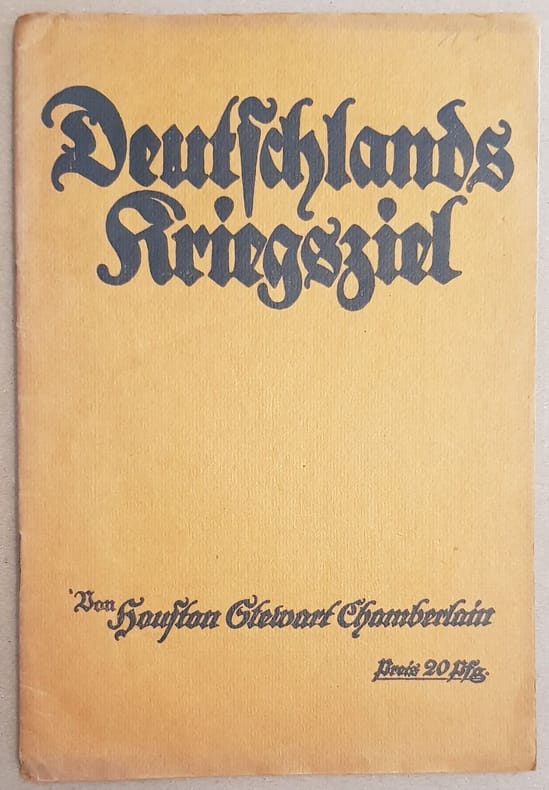 Deutſchlands
Kriegsziel
Von Houſton Stewart Chamberlain
Preis 20 Pfg.